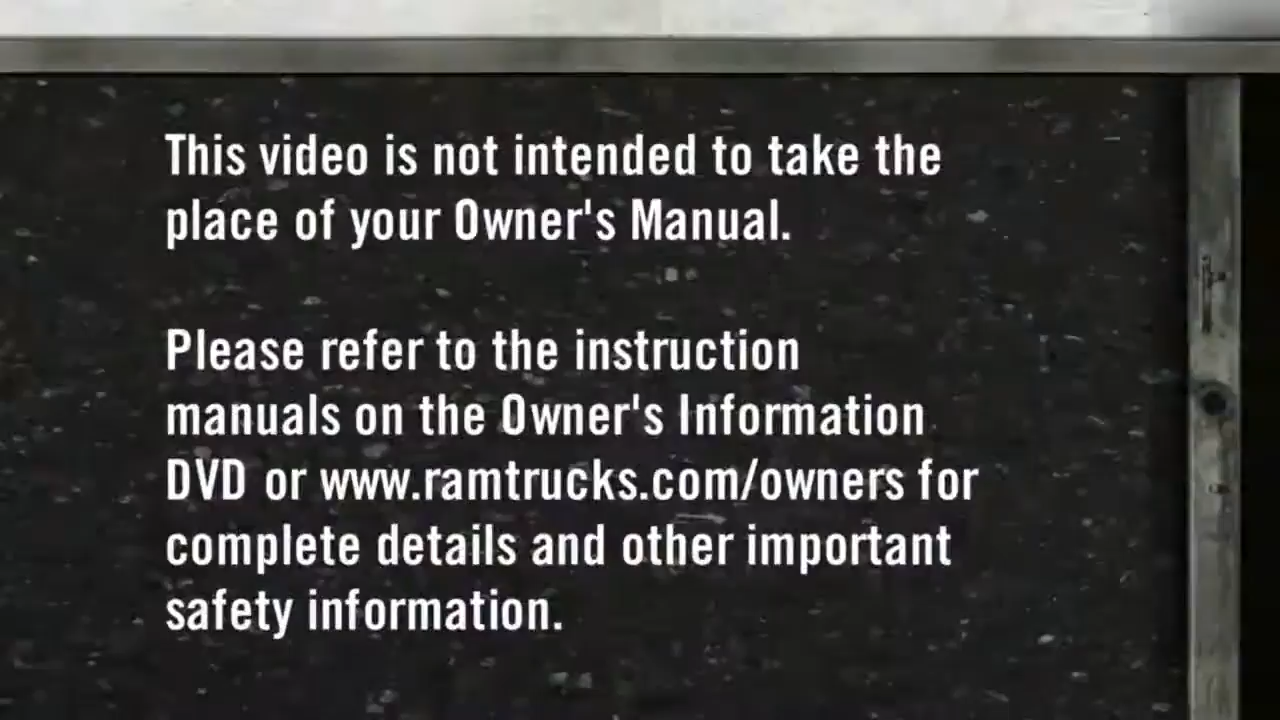 This video is not intended to take the
place of your Owner's Manual.
Please refer to the instruction
manuals on the Owner's Information
DVD or www.ramtrucks.com/owners for
complete details and other important
safety information.